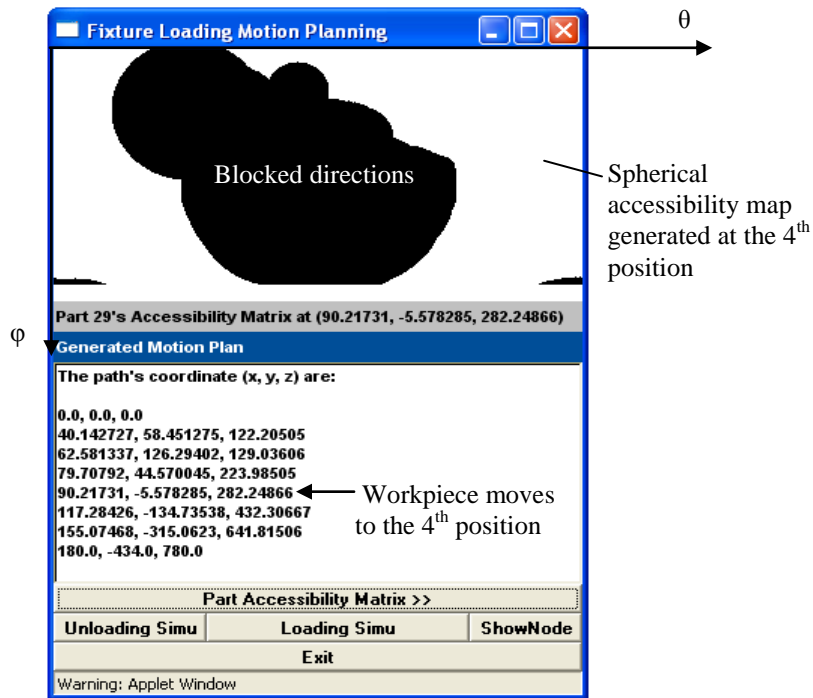 Fixture Loading Motion Planning
θ
Blocked directions
Spherical
accessibility map
generated at the 4th
position
Part 29's Accessibility Matrix at (90.21731, -5.578285, 282.24866)
φ
Generated Motion Plan
The path's coordinate (x, y, z) are:
0.0, 0.0, 0.0
40.142727, 58.451275, 122.20505
62.581337, 126.29402, 129.03606
79.70792, 44.570045, 223.98505
90.21731, -5.578285, 282.24866
Workpiece moves
to the 4th position
117.28426, -134.73538, 432.30667
155.07468, -315.0623, 641.81506
180.0, -434.0, 780.0
Part Accessibility Matrix >>
Unloading Simu
Loading Simu
ShowNode
Exit
Warning: Applet Window